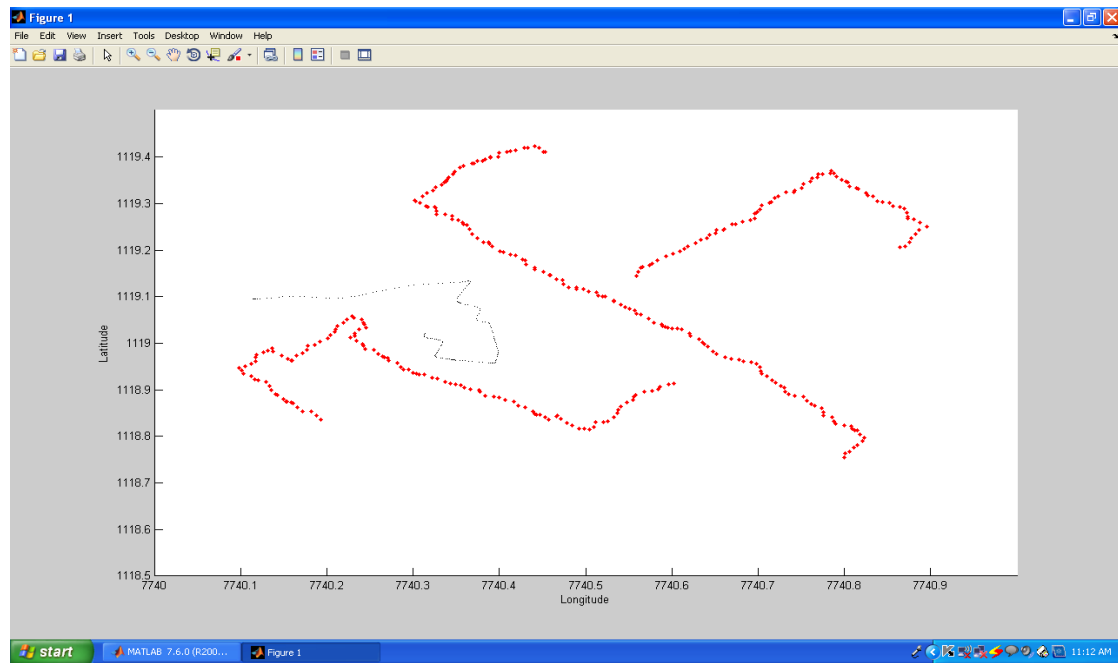 Figure 1
File Edit View Insert Tools Desktop Window Help
1119.4
1119.3
1119.2
1119.1
1119
1118.9
1118.8
1118.7
1118.6
1118.5
Latitude
7740 7740.1 7740.2 7740.3 7740.4 7740.5 7740.6 7740.7 7740.8 7740.9
Longitude
start MATLAB 7.6.0 (R200... Figure 1 11:12 AM